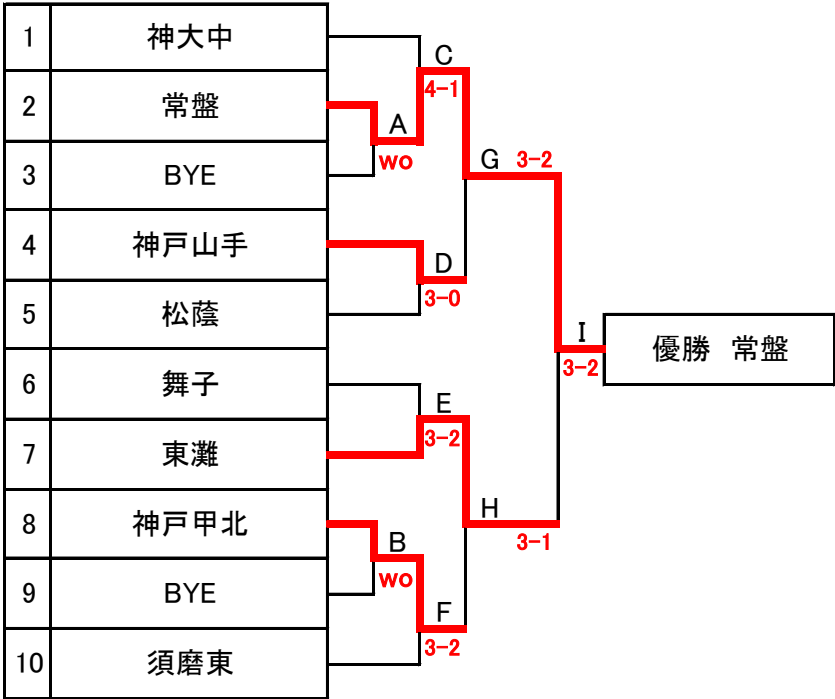 1 神大中
2 常盤
3 BYE
4 神戸山手
5 松蔭
6 舞子
7 東灘
8 神戸甲北
9 BYE
10 須磨東
A
wo
B
wo
C
4-1
D
3-0
E
3-2
F
3-2
G 3-2
H
3-1
I
3-2
優勝 常盤